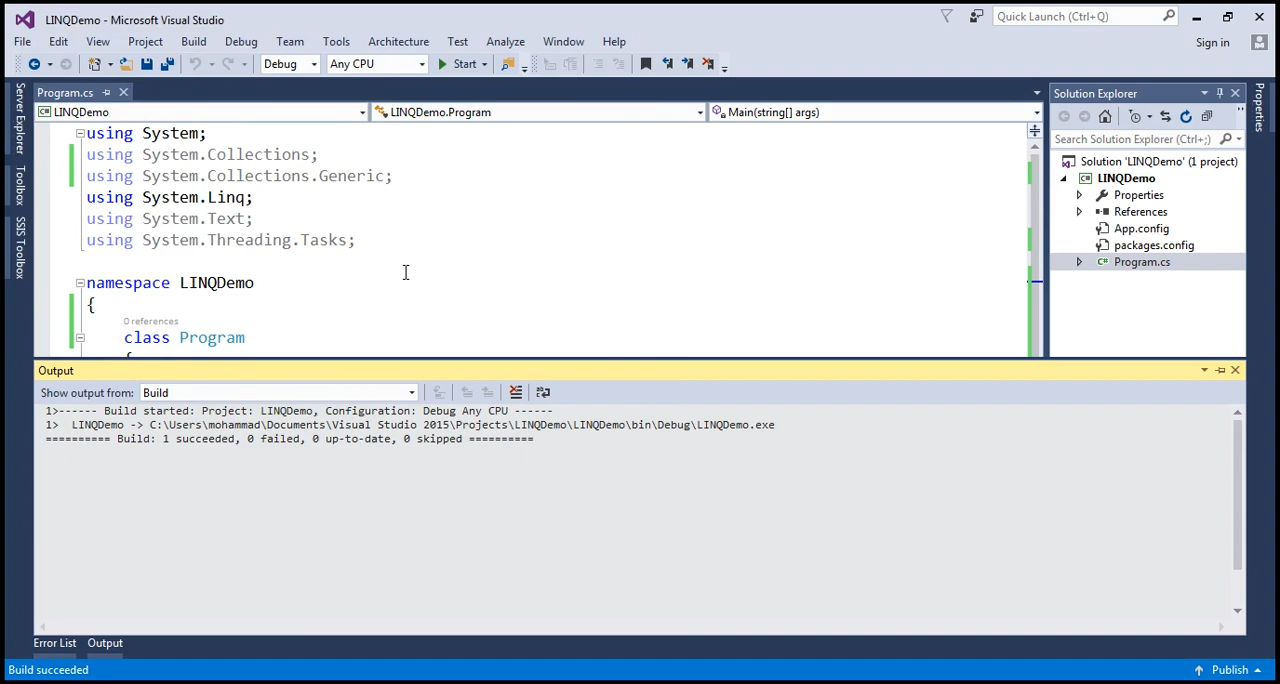 LINQDemo - Microsoft Visual Studio
Quick Launch (Ctrl+Q)
File Edit View Project Build Debug Team Tools Architecture Test Analyze Window Help
Sign in
Debug Any CPU Start
Server Explorer
Toolbox
SSIS Toolbox
Program.cs
LINQDemo LINQDemo.Program Main(string[] args)
using System;
using System.Collections;
using System.Collections.Generic;
using System.Linq;
using System.Text;
using System.Threading.Tasks;
namespace LINQDemo
{
0 references
class Program
{
Solution Explorer
Search Solution Explorer (Ctrl+;)
Solution 'LINQDemo' (1 project)
LINQDemo
Properties
References
App.config
packages.config
Program.cs
Properties
Output
Show output from: Build
1>------ Build started: Project: LINQDemo, Configuration: Debug Any CPU ------
1> LINQDemo -> C:\Users\mohammad\Documents\Visual Studio 2015\Projects\LINQDemo\LINQDemo\bin\Debug\LINQDemo.exe
========== Build: 1 succeeded, 0 failed, 0 up-to-date, 0 skipped ==========
Error List Output
Build succeeded
Publish